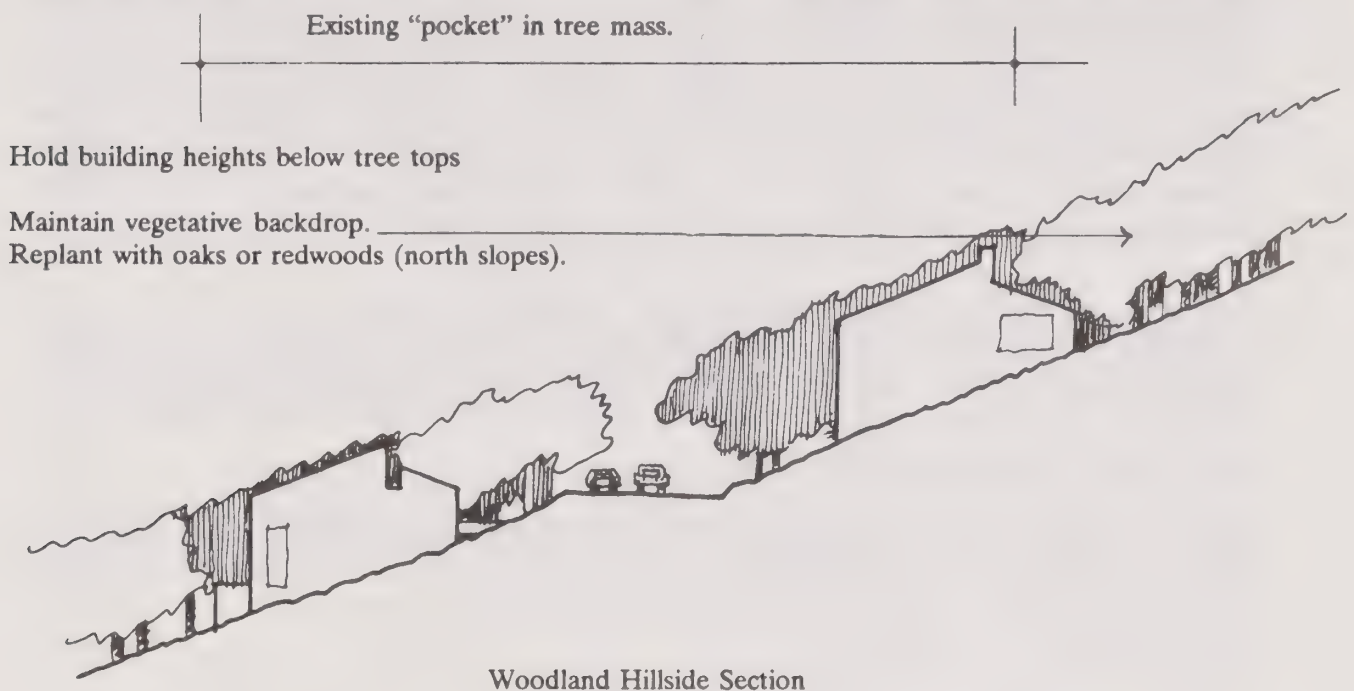 Existing “pocket” in tree mass.
Hold building heights below tree tops
Maintain vegetative backdrop.
Replant with oaks or redwoods (north slopes).
Woodland Hillside Section